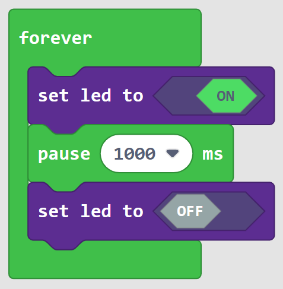 forever
set led to ON
pause 1000 ms
set led to OFF